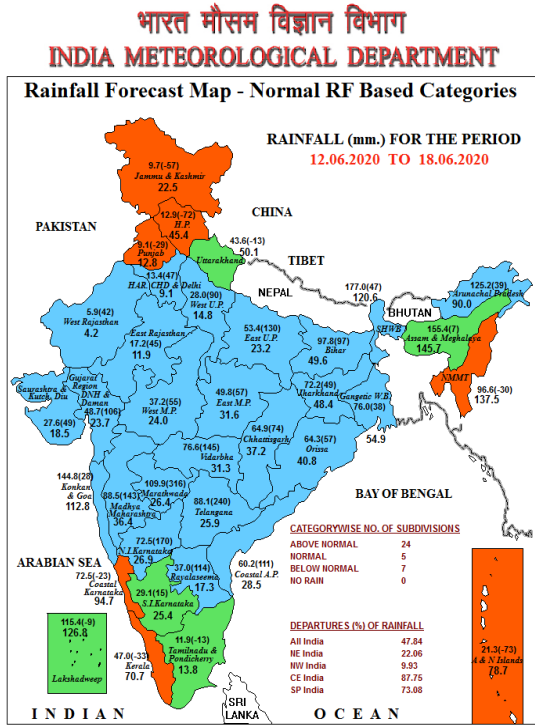 भारत मौसम विज्ञान विभाग
INDIA METEOROLOGICAL DEPARTMENT
Rainfall Forecast Map - Normal RF Based Categories
RAINFALL (mm.) FOR THE PERIOD
12.06.2020 TO 18.06.2020
9.7(-57)
Jammu & Kashmir
22.5
12.9(-72)
H.P.
45.4
CHINA
PAKISTAN
9.1(-29)
Punjab
12.8
43.6(-13)
50.1
Uttarakhand
TIBET
13.4(47)
HAR. CHD & Delhi
9.1
NEPAL
28.0(90)
West U.P.
14.8
177.0(47)
120.6
SHWB
BHUTAN
125.2(39)
Arunachal Pradesh
90.0
5.9(42)
West Rajasthan
4.2
East Rajasthan
17.2(45)
11.9
53.4(130)
East U.P.
23.2
97.8(97)
Bihar
49.6
155.4(7)
Assam & Meghalaya
145.7
NMMT
96.6(-30)
137.5
Saurashtra &
Kutch, Diu
27.6(49)
18.5
Gujarat
Region
DNH &
Daman
48.7(106)
23.7
37.2(55)
West M.P.
24.0
49.8(57)
East M.P.
31.6
72.2(49)
Jharkhand
48.4
Gangetic W.B.
76.0(38)
54.9
64.9(74)
Chhattisgarh
37.2
64.3(57)
Orissa
40.8
76.6(145)
Vidarbha
31.3
144.8(28)
Konkan
& Goa
112.8
109.9(316)
Marathwada
26.4
88.5(143)
Madhya
Maharashtra
36.4
88.1(240)
Telangana
25.9
BAY OF BENGAL
72.5(170)
N.I.Karnataka
26.9
ARABIAN SEA
72.5(-23)
Coastal
Karnataka
94.7
37.0(114)
Rayalaseema
17.3
60.2(111)
Coastal A.P.
28.5
29.1(15)
S.I.Karnataka
25.4
115.4(-9)
126.8
Lakshadweep
11.9(-13)
Tamilnadu &
Pondicherry
13.8
47.0(-33)
Kerala
70.7
CATEGORYWISE NO. OF SUBDIVISIONS
ABOVE NORMAL 24
NORMAL 5
BELOW NORMAL 7
NO RAIN 0
DEPARTURES (%) OF RAINFALL
All India 47.84
NE India 22.06
NW India 9.93
CE India 87.75
SP India 73.08
21.3(-73)
A & N Islands
78.7
SRI
LANKA
INDIAN OCEAN